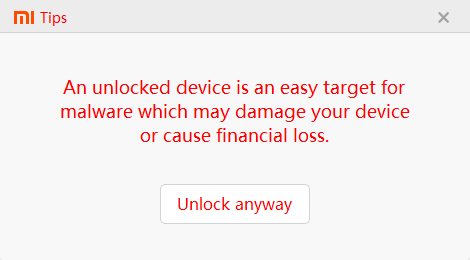 MI Tips
An unlocked device is an easy target for
malware which may damage your device
or cause financial loss.
Unlock anyway